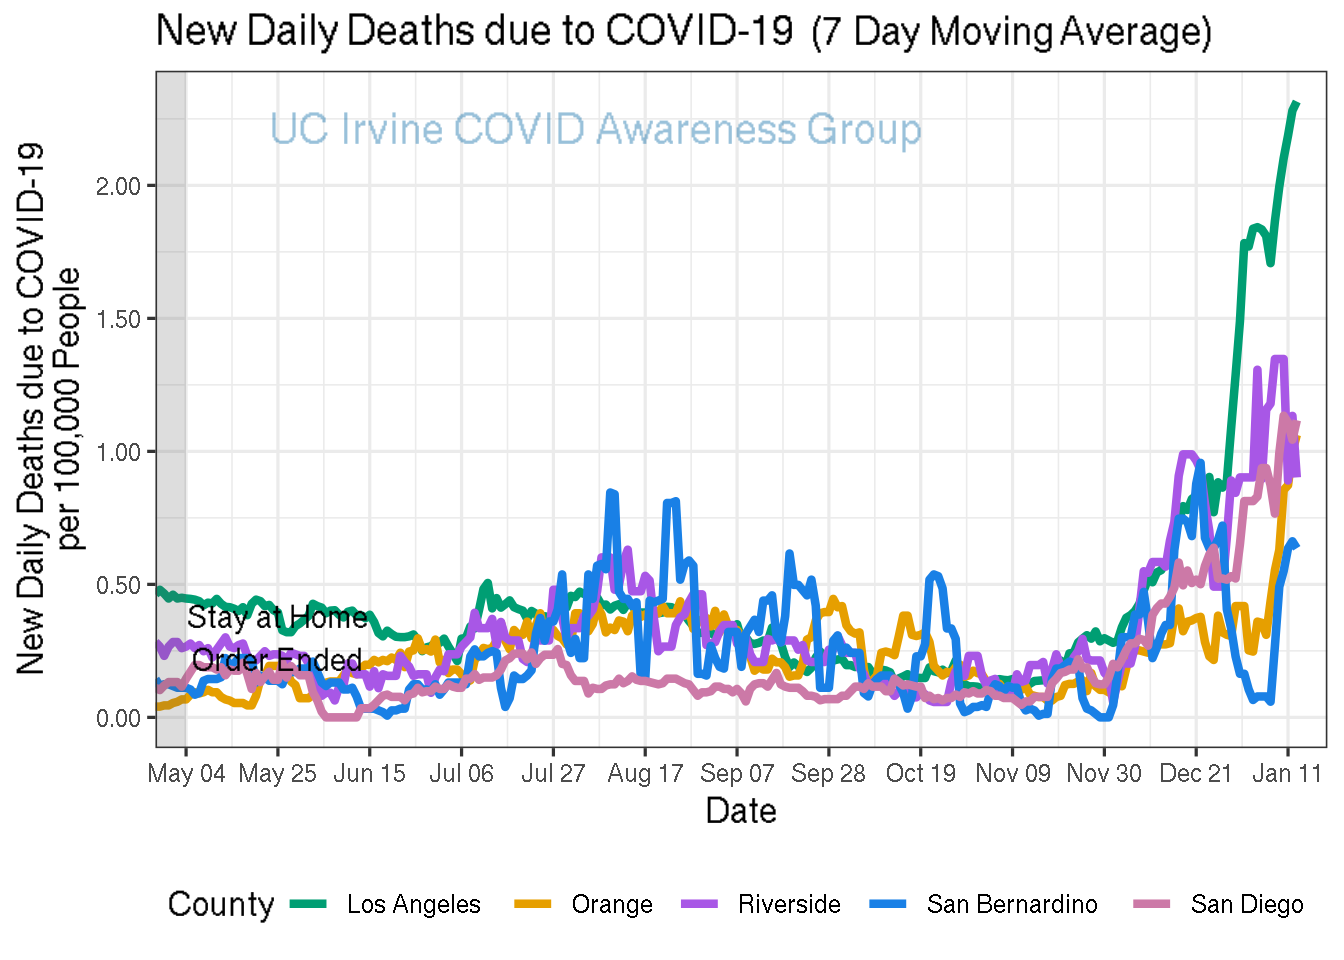 New Daily Deaths due to COVID-19 (7 Day Moving Average)
UC Irvine COVID Awareness Group
New Daily Deaths due to COVID-19
per 100,000 People
2.00
1.50
1.00
0.50
0.00
Stay at Home
Order Ended
May 04 May 25 Jun 15 Jul 06 Jul 27 Aug 17 Sep 07 Sep 28 Oct 19 Nov 09 Nov 30 Dec 21 Jan 11
Date
County Los Angeles Orange Riverside San Bernardino San Diego